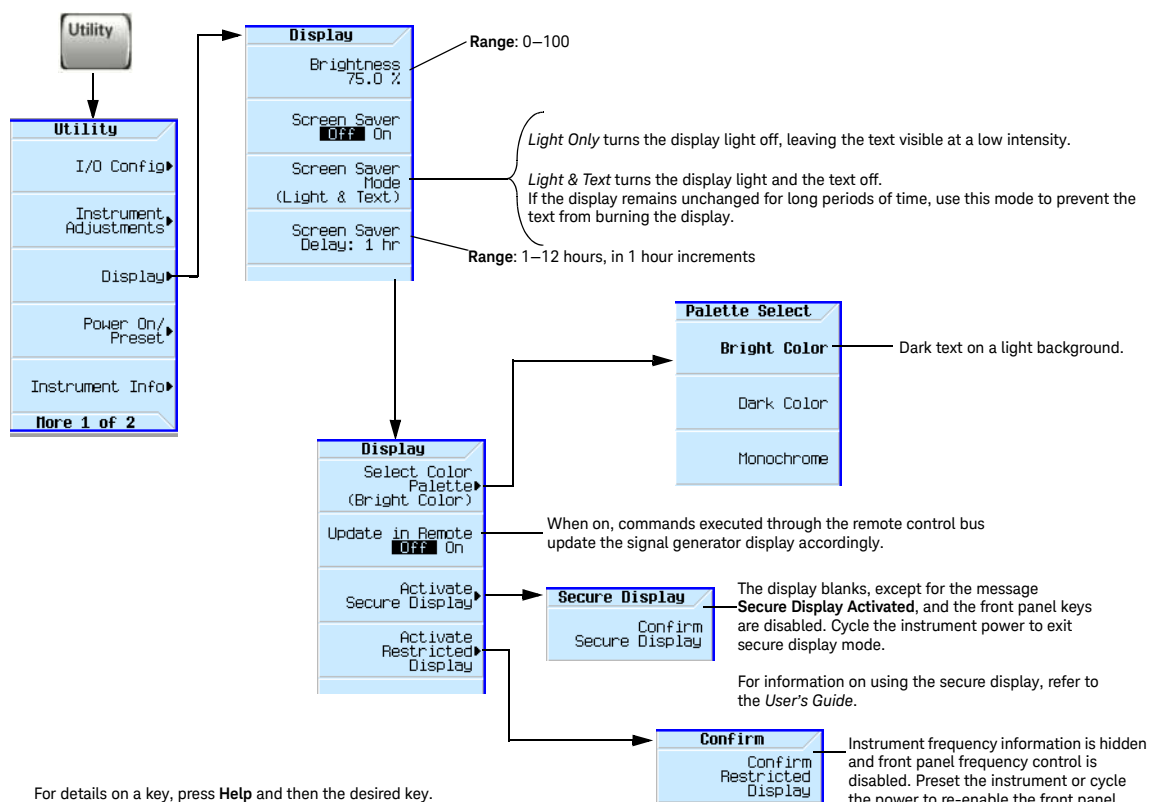 Utility
Utility
I/O Config
Instrument
Adjustments
Display
Power On/
Preset
Instrument Info
More 1 of 2
Display
Brightness
75.0 %
Screen Saver
Off On
Screen Saver
Mode
(Light & Text)
Screen Saver
Delay: 1 hr
Range: 0–100
Light Only turns the display light off, leaving the text visible at a low intensity.
Light & Text turns the display light and the text off.
If the display remains unchanged for long periods of time, use this mode to prevent the
text from burning the display.
Range: 1–12 hours, in 1 hour increments
Palette Select
Bright Color
Dark Color
Monochrome
Dark text on a light background.
Display
Select Color
Palette
(Bright Color)
Update in Remote
Off On
Activate
Secure Display
Activate
Restricted
Display
When on, commands executed through the remote control bus
update the signal generator display accordingly.
Secure Display
Confirm
Secure Display
The display blanks, except for the message
Secure Display Activated, and the front panel keys
are disabled. Cycle the instrument power to exit
secure display mode.
For information on using the secure display, refer to
the User's Guide.
Confirm
Confirm
Restricted
Display
Instrument frequency information is hidden
and front panel frequency control is
disabled. Preset the instrument or cycle
the power to re-enable the front panel
For details on a key, press Help and then the desired key.